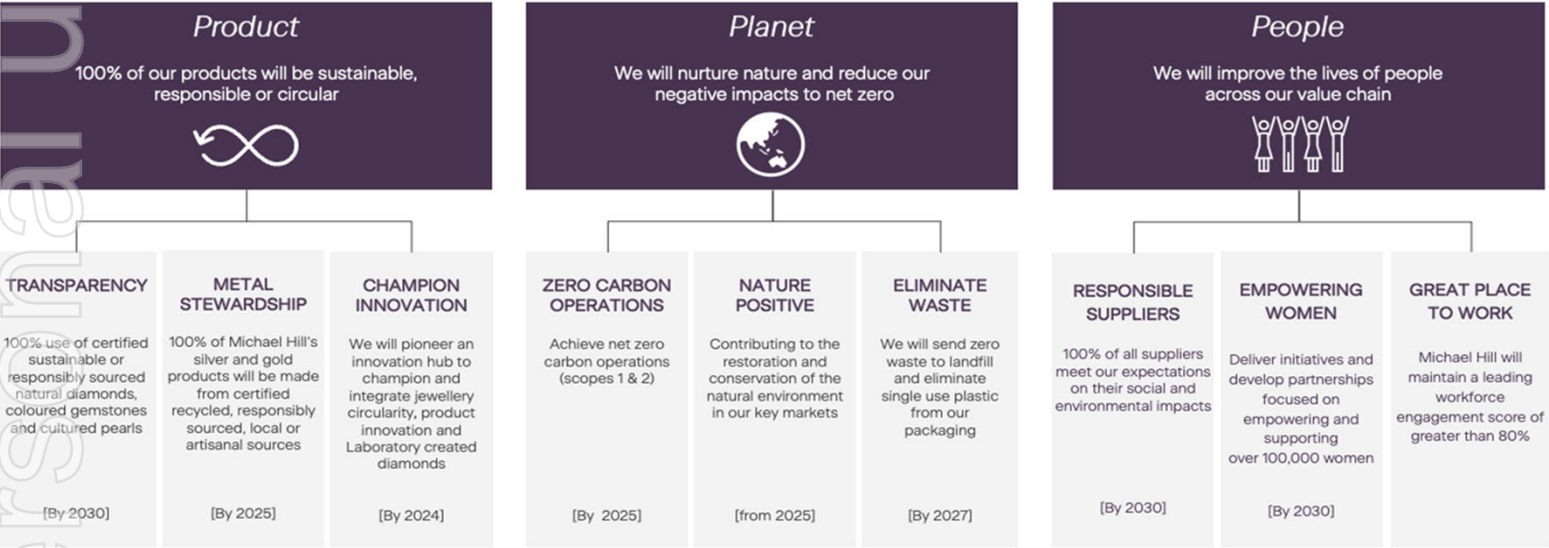 Product
100% of our products will be sustainable,
responsible or circular
TRANSPARENCY
100% use of certified
sustainable or
responsibly sourced
natural diamonds,
coloured gemstones
and cultured pearls
[By 2030]
METAL
STEWARDSHIP
100% of Michael Hill's
silver and gold
products will be made
from certified
recycled, responsibly
sourced, local or
artisanal sources
[By 2025]
CHAMPION
INNOVATION
We will pioneer an
innovation hub to
champion and
integrate jewellery
circularity, product
innovation and
Laboratory created
diamonds
[By 2024]
Planet
We will nurture nature and reduce our
negative impacts to net zero
ZERO CARBON
OPERATIONS
Achieve net zero
carbon operations
(scopes 1 & 2)
[By 2025]
NATURE
POSITIVE
Contributing to the
restoration and
conservation of the
natural environment
in our key markets
[from 2025]
ELIMINATE
WASTE
We will send zero
waste to landfill
and eliminate
single use plastic
from our
packaging
[By 2027]
People
We will improve the lives of people
across our value chain
RESPONSIBLE
SUPPLIERS
100% of all suppliers
meet our expectations
on their social and
environmental impacts
[By 2030]
EMPOWERING
WOMEN
Deliver initiatives and
develop partnerships
focused on
empowering and
supporting
over 100,000 women
[By 2030]
GREAT PLACE
TO WORK
Michael Hill will
maintain a leading
workforce
engagement score of
greater than 80%
ersonal u